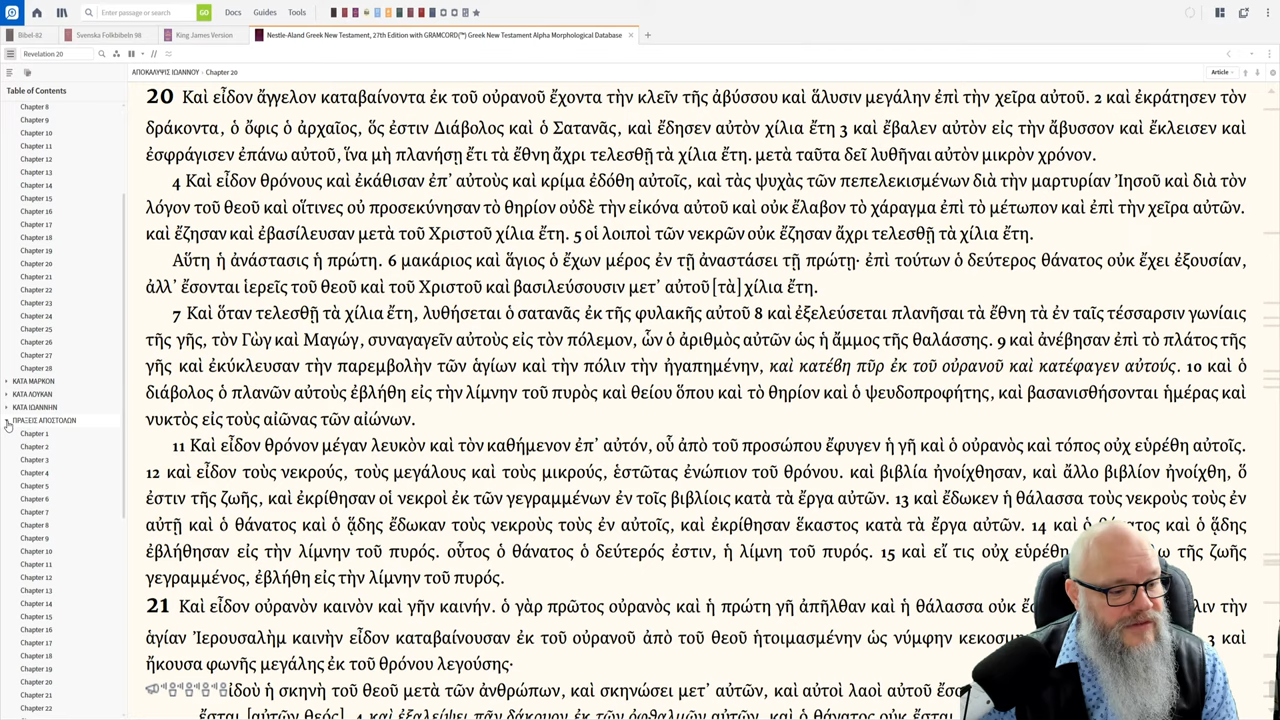 Enter passage or search
GO
Docs
Guides
Tools
Bibel-82
Svenska Folkbibeln 98
King James Version
Nestle-Aland Greek New Testament, 27th Edition with GRAMCORD(™) Greek New Testament Alpha Morphological Database
Revelation 20
ΑΠΟΚΑΛΥΨΙΣ ΙΩΑΝΝΟΥ › Chapter 20
Article
Table of Contents
Chapter 8
Chapter 9
Chapter 10
Chapter 11
Chapter 12
Chapter 13
Chapter 14
Chapter 15
Chapter 16
Chapter 17
Chapter 18
Chapter 19
Chapter 20
Chapter 21
Chapter 22
Chapter 23
Chapter 24
Chapter 25
Chapter 26
Chapter 27
Chapter 28
ΚΑΤΑ ΜΑΡΚΟΝ
ΚΑΤΑ ΛΟΥΚΑΝ
ΚΑΤΑ ΙΩΑΝΝΗΝ
ΠΡΑΞΕΙΣ ΑΠΟΣΤΟΛΩΝ
Chapter 1
Chapter 2
Chapter 3
Chapter 4
Chapter 5
Chapter 6
Chapter 7
Chapter 8
Chapter 9
Chapter 10
Chapter 11
Chapter 12
Chapter 13
Chapter 14
Chapter 15
Chapter 16
Chapter 17
Chapter 18
Chapter 19
Chapter 20
Chapter 21
Chapter 22
20 Καὶ εἶδον ἄγγελον καταβαίνοντα ἐκ τοῦ οὐρανοῦ ἔχοντα τὴν κλεῖν τῆς ἀβύσσου καὶ ἅλυσιν μεγάλην ἐπὶ τὴν χεῖρα αὐτοῦ. 2 καὶ ἐκράτησεν τὸν
δράκοντα, ὁ ὄφις ὁ ἀρχαῖος, ὅς ἐστιν Διάβολος καὶ ὁ Σατανᾶς, καὶ ἔδησεν αὐτὸν χίλια ἔτη 3 καὶ ἔβαλεν αὐτὸν εἰς τὴν ἄβυσσον καὶ ἔκλεισεν καὶ
ἐσφράγισεν ἐπάνω αὐτοῦ, ἵνα μὴ πλανήσῃ ἔτι τὰ ἔθνη ἄχρι τελεσθῇ τὰ χίλια ἔτη. μετὰ ταῦτα δεῖ λυθῆναι αὐτὸν μικρὸν χρόνον.
4 Καὶ εἶδον θρόνους καὶ ἐκάθισαν ἐπ’ αὐτοὺς καὶ κρίμα ἐδόθη αὐτοῖς, καὶ τὰς ψυχὰς τῶν πεπελεκισμένων διὰ τὴν μαρτυρίαν Ἰησοῦ καὶ διὰ τὸν
λόγον τοῦ θεοῦ καὶ οἵτινες οὐ προσεκύνησαν τὸ θηρίον οὐδὲ τὴν εἰκόνα αὐτοῦ καὶ οὐκ ἔλαβον τὸ χάραγμα ἐπὶ τὸ μέτωπον καὶ ἐπὶ τὴν χεῖρα αὐτῶν.
καὶ ἔζησαν καὶ ἐβασίλευσαν μετὰ τοῦ Χριστοῦ χίλια ἔτη. 5 οἱ λοιποὶ τῶν νεκρῶν οὐκ ἔζησαν ἄχρι τελεσθῇ τὰ χίλια ἔτη.
Αὕτη ἡ ἀνάστασις ἡ πρώτη. 6 μακάριος καὶ ἅγιος ὁ ἔχων μέρος ἐν τῇ ἀναστάσει τῇ πρώτῃ· ἐπὶ τούτων ὁ δεύτερος θάνατος οὐκ ἔχει ἐξουσίαν,
ἀλλ’ ἔσονται ἱερεῖς τοῦ θεοῦ καὶ τοῦ Χριστοῦ καὶ βασιλεύσουσιν μετ’ αὐτοῦ [τὰ] χίλια ἔτη.
7 Καὶ ὅταν τελεσθῇ τὰ χίλια ἔτη, λυθήσεται ὁ σατανᾶς ἐκ τῆς φυλακῆς αὐτοῦ 8 καὶ ἐξελεύσεται πλανῆσαι τὰ ἔθνη τὰ ἐν ταῖς τέσσαρσιν γωνίαις
τῆς γῆς, τὸν Γὼγ καὶ Μαγώγ, συναγαγεῖν αὐτοὺς εἰς τὸν πόλεμον, ὧν ὁ ἀριθμὸς αὐτῶν ὡς ἡ ἄμμος τῆς θαλάσσης. 9 καὶ ἀνέβησαν ἐπὶ τὸ πλάτος τῆς
γῆς καὶ ἐκύκλευσαν τὴν παρεμβολὴν τῶν ἁγίων καὶ τὴν πόλιν τὴν ἠγαπημένην, καὶ κατέβη πῦρ ἐκ τοῦ οὐρανοῦ καὶ κατέφαγεν αὐτούς. 10 καὶ ὁ
διάβολος ὁ πλανῶν αὐτοὺς ἐβλήθη εἰς τὴν λίμνην τοῦ πυρὸς καὶ θείου ὅπου καὶ τὸ θηρίον καὶ ὁ ψευδοπροφήτης, καὶ βασανισθήσονται ἡμέρας καὶ
νυκτὸς εἰς τοὺς αἰῶνας τῶν αἰώνων.
11 Καὶ εἶδον θρόνον μέγαν λευκὸν καὶ τὸν καθήμενον ἐπ’ αὐτόν, οὗ ἀπὸ τοῦ προσώπου ἔφυγεν ἡ γῆ καὶ ὁ οὐρανὸς καὶ τόπος οὐχ εὑρέθη αὐτοῖς.
12 καὶ εἶδον τοὺς νεκρούς, τοὺς μεγάλους καὶ τοὺς μικρούς, ἑστῶτας ἐνώπιον τοῦ θρόνου. καὶ βιβλία ἠνοίχθησαν, καὶ ἄλλο βιβλίον ἠνοίχθη, ὅ
ἐστιν τῆς ζωῆς, καὶ ἐκρίθησαν οἱ νεκροὶ ἐκ τῶν γεγραμμένων ἐν τοῖς βιβλίοις κατὰ τὰ ἔργα αὐτῶν. 13 καὶ ἔδωκεν ἡ θάλασσα τοὺς νεκροὺς τοὺς ἐν
αὐτῇ καὶ ὁ θάνατος καὶ ὁ ᾅδης ἔδωκαν τοὺς νεκροὺς τοὺς ἐν αὐτοῖς, καὶ ἐκρίθησαν ἕκαστος κατὰ τὰ ἔργα αὐτῶν. 14 καὶ ὁ θάνατος καὶ ὁ ᾅδης
ἐβλήθησαν εἰς τὴν λίμνην τοῦ πυρός. οὗτος ὁ θάνατος ὁ δεύτερός ἐστιν, ἡ λίμνη τοῦ πυρός. 15 καὶ εἴ τις οὐχ εὑρέθη τῆς ζωῆς
γεγραμμένος, ἐβλήθη εἰς τὴν λίμνην τοῦ πυρός.
21 Καὶ εἶδον οὐρανὸν καινὸν καὶ γῆν καινήν. ὁ γὰρ πρῶτος οὐρανὸς καὶ ἡ πρώτη γῆ ἀπῆλθαν καὶ ἡ θάλασσα οὐκ τὴν
ἁγίαν Ἰερουσαλὴμ καινὴν εἶδον καταβαίνουσαν ἐκ τοῦ οὐρανοῦ ἀπὸ τοῦ θεοῦ ἡτοιμασμένην ὡς νύμφην 3 καὶ
ἤκουσα φωνῆς μεγάλης ἐκ τοῦ θρόνου λεγούσης·
ἰδοὺ ἡ σκηνὴ τοῦ θεοῦ μετὰ τῶν ἀνθρώπων, καὶ σκηνώσει μετ’ αὐτῶν, καὶ αὐτοὶ λαοὶ αὐτοῦ
ἔσται [αὐτῶν θεός], 4 καὶ ἐξαλείψει πᾶν δάκρυον ἐκ τῶν ὀφθαλμῶν αὐτῶν, καὶ ὁ θάνατος οὐκ ἔσται